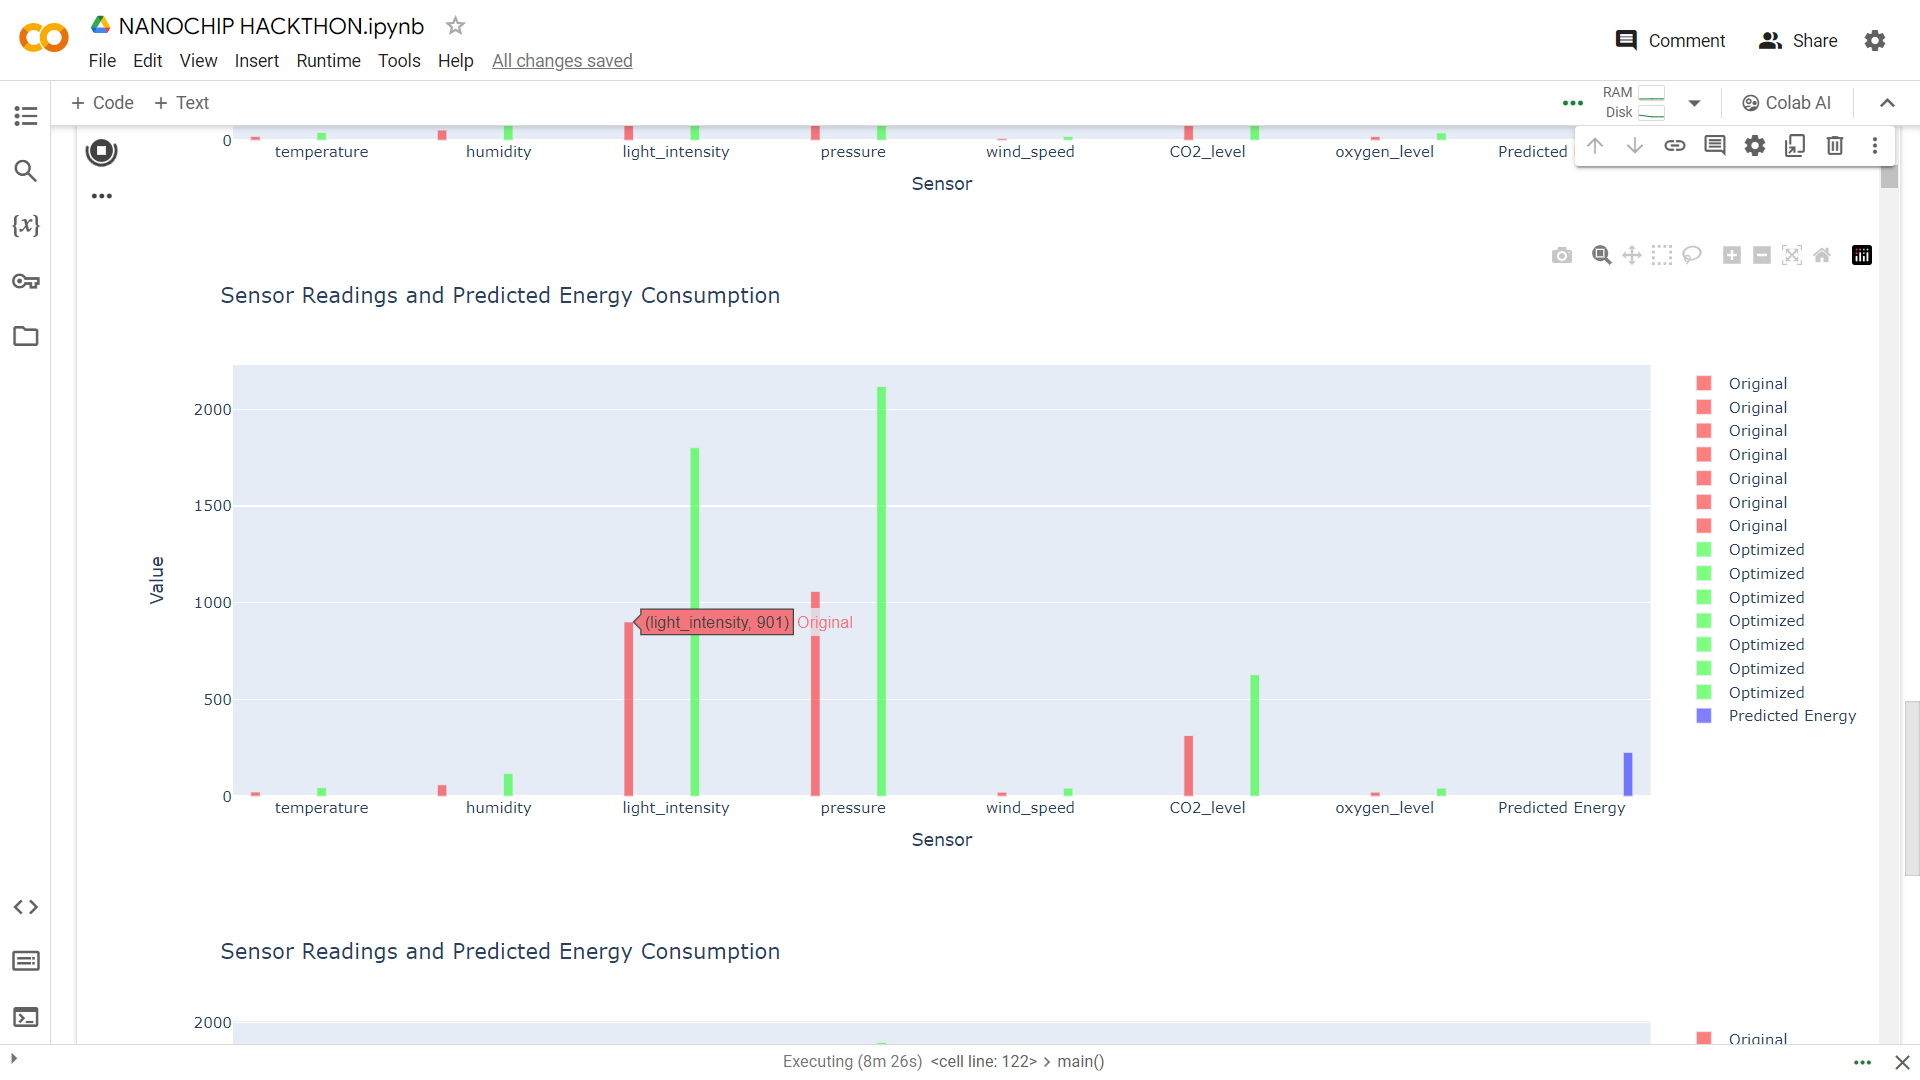 NANOCHIP HACKTHON.ipynb
File Edit View Insert Runtime Tools Help All changes saved
Comment Share
+ Code + Text
RAM
Disk
Colab AI
0
temperature humidity light_intensity pressure wind_speed CO2_level oxygen_level Predicted
Sensor
{x}
Sensor Readings and Predicted Energy Consumption
2000
1500
1000
500
0
Value
(light_intensity, 901) Original
temperature humidity light_intensity pressure wind_speed CO2_level oxygen_level Predicted Energy
Sensor
Original
Original
Original
Original
Original
Original
Original
Optimized
Optimized
Optimized
Optimized
Optimized
Optimized
Optimized
Predicted Energy
Sensor Readings and Predicted Energy Consumption
2000
Original
Executing (8m 26s) <cell line: 122> > main()